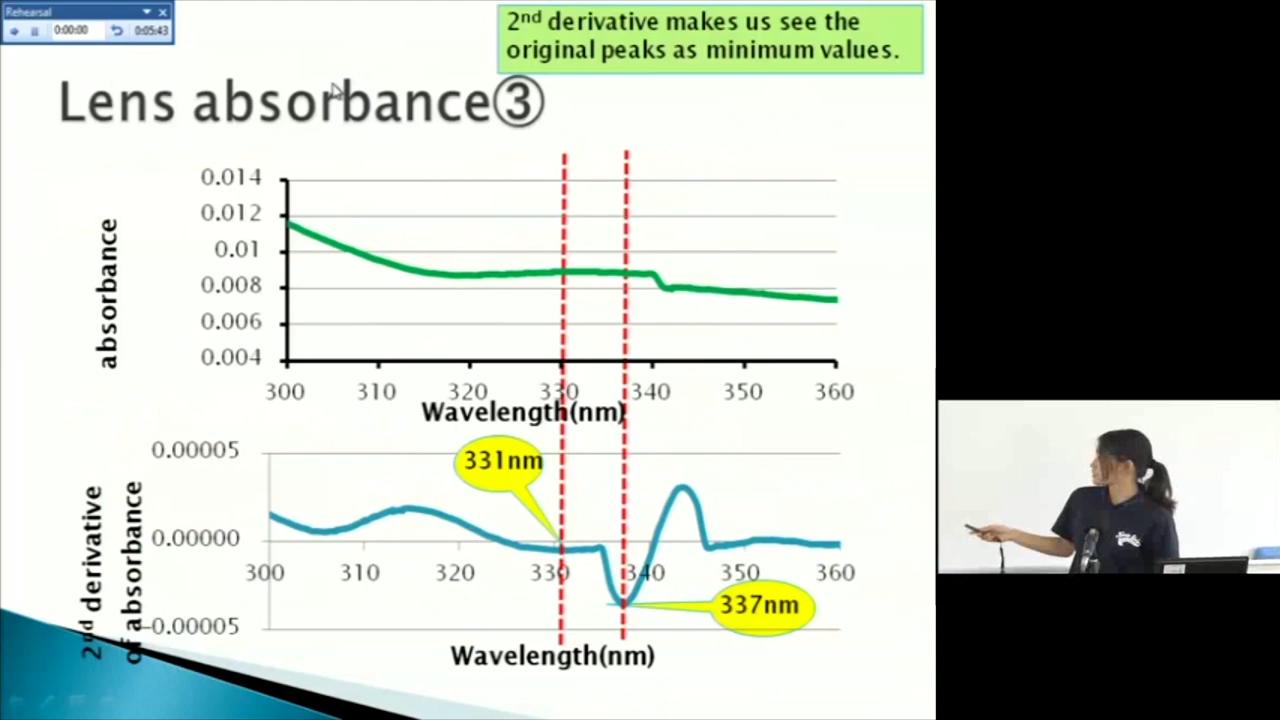 Rehearsal
0:00:00
0:05:43
2nd derivative makes us see the
original peaks as minimum values.
Lens absorbance③
absorbance
0.014
0.012
0.01
0.008
0.006
0.004
300 310 320 330 340 350 360
Wavelength(nm)
2nd derivative
of absorbance
0.00005
0.00000
-0.00005
331nm
300 310 320 330 340 350 360
337nm
Wavelength(nm)